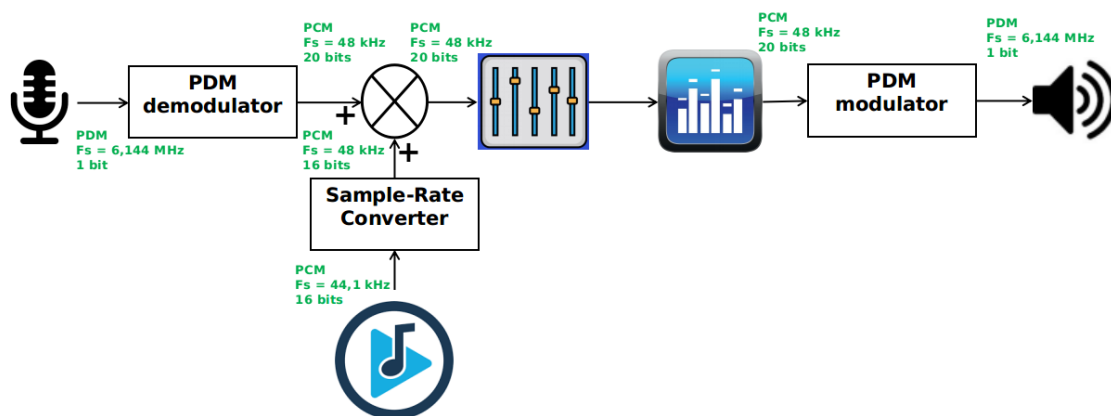 PDM
demodulator
PDM
Fs = 6,144 MHz
1 bit
PCM
Fs = 48 kHz
20 bits
PCM
Fs = 48 kHz
20 bits
+
PCM
Fs = 48 kHz
16 bits
+
Sample-Rate
Converter
PCM
Fs = 44,1 kHz
16 bits
PCM
Fs = 48 kHz
20 bits
PDM
modulator
PDM
Fs = 6,144 MHz
1 bit